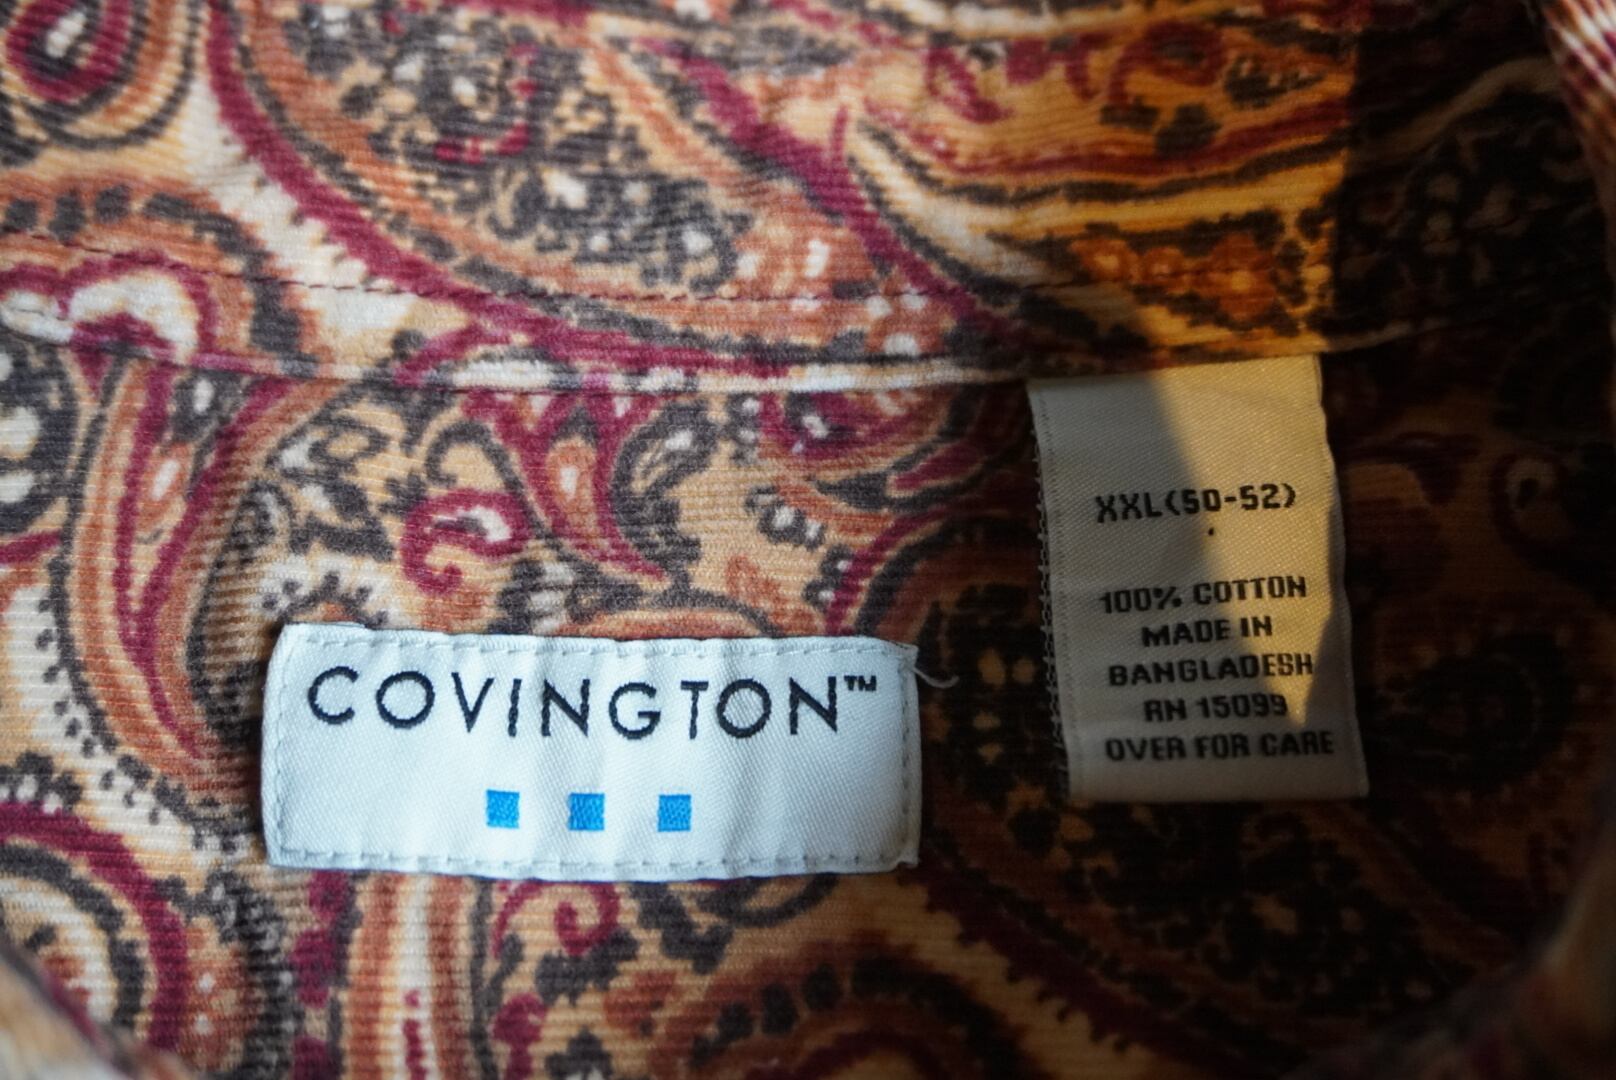 COVINGTON™
XXL(50-52)
100% COTTON
MADE IN
BANGLADESH
RN 15099
OVER FOR CARE